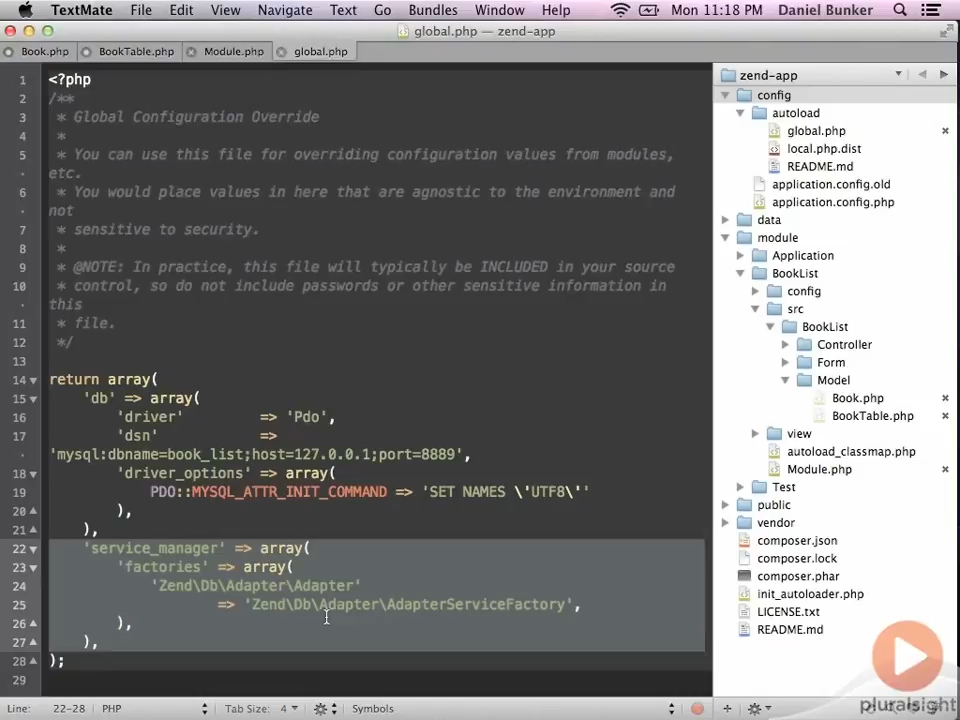 TextMate File Edit View Navigate Text Go Bundles Window Help Mon 11:18 PM Daniel Bunker
global.php — zend-app
Book.php BookTable.php Module.php global.php
1 <?php
2 /**
3 * Global Configuration Override
4 *
5 * You can use this file for overriding configuration values from modules,
etc.
6 * You would place values in here that are agnostic to the environment and
not
7 * sensitive to security.
8 *
9 * @NOTE: In practice, this file will typically be INCLUDED in your source
10 * control, so do not include passwords or other sensitive information in
this
11 * file.
12 */
13
14 return array(
15 'db' => array(
16 'driver' => 'Pdo',
17 'dsn' =>
'mysql:dbname=book_list;host=127.0.0.1;port=8889',
18 'driver_options' => array(
19 PDO::MYSQL_ATTR_INIT_COMMAND => 'SET NAMES \'UTF8\''
20 ),
21 ),
22 'service_manager' => array(
23 'factories' => array(
24 'Zend\Db\Adapter\Adapter'
25 => 'Zend\Db\Adapter\AdapterServiceFactory',
26 ),
27 ),
28 );
29
Line: 22-28 PHP Tab Size: 4 Symbols
zend-app
config
autoload
global.php
local.php.dist
README.md
application.config.old
application.config.php
data
module
Application
BookList
config
src
BookList
Controller
Form
Model
Book.php
BookTable.php
view
autoload_classmap.php
Module.php
Test
public
vendor
composer.json
composer.lock
composer.phar
init_autoloader.php
LICENSE.txt
README.md
pluralsight